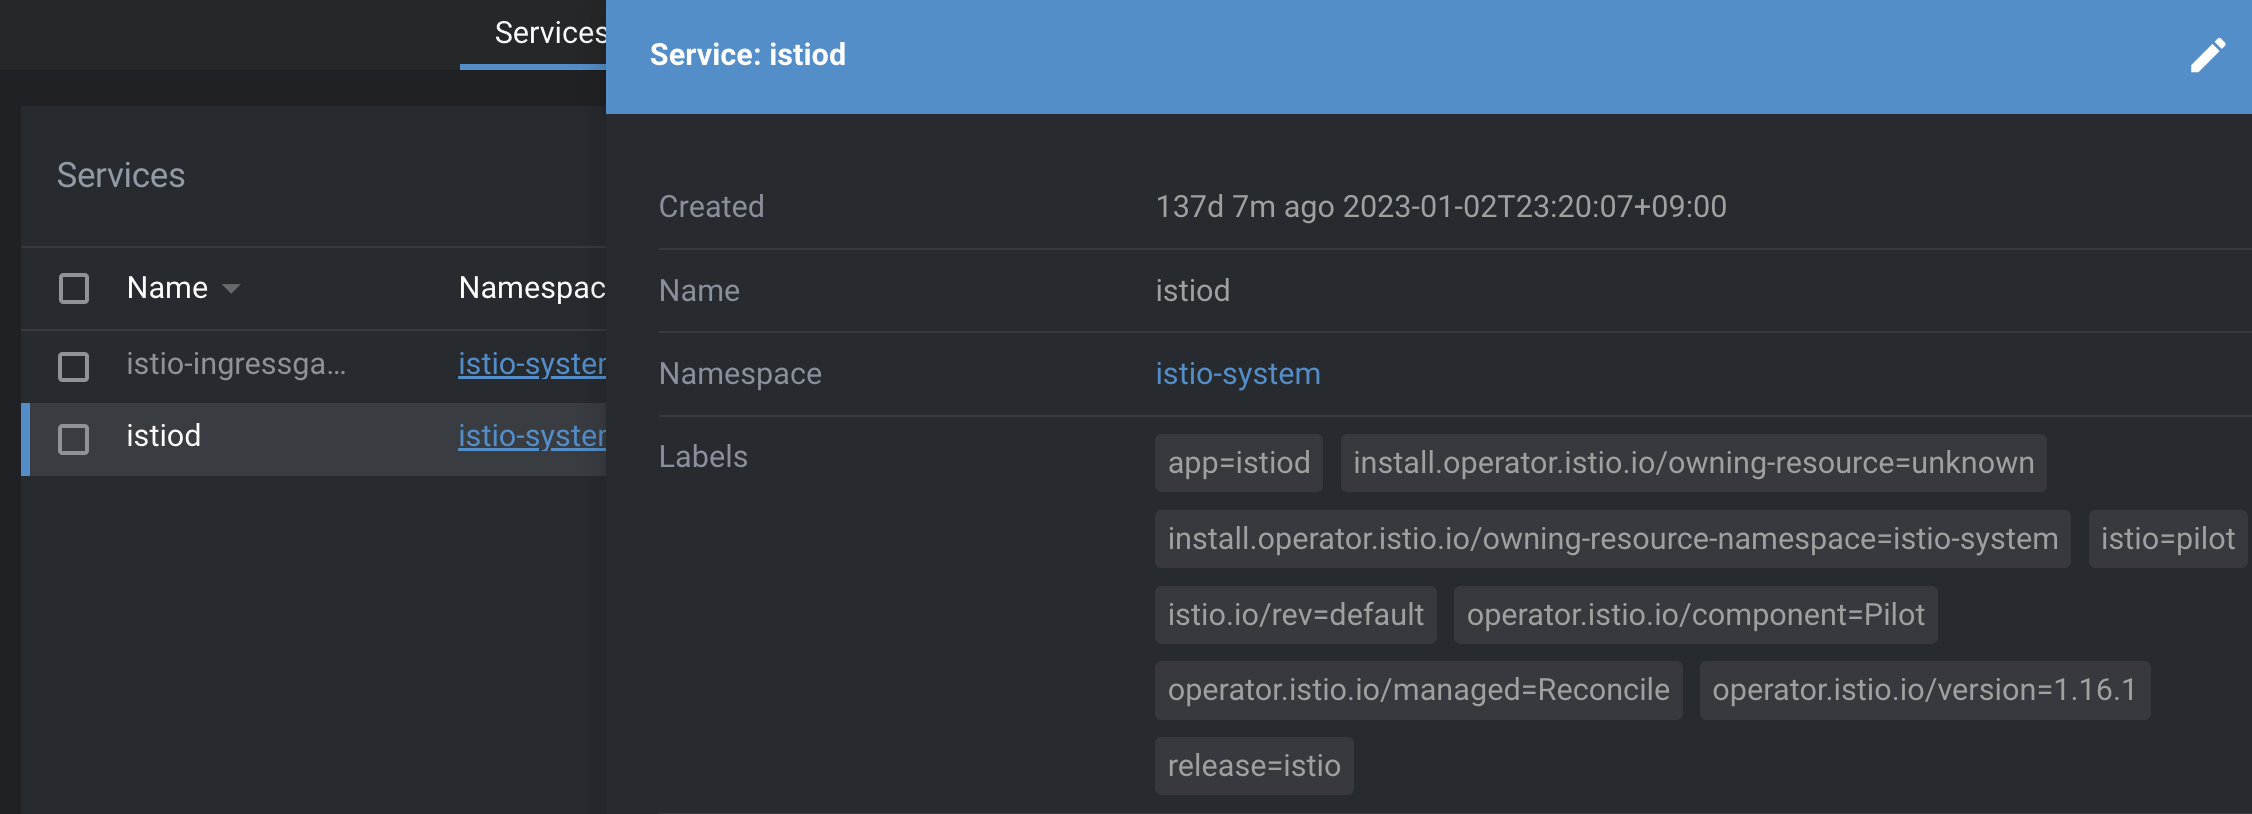 Services
Service: istiod
Services
Name
istio-ingressga...
istio-system
istiod
istio-system
Created 137d 7m ago 2023-01-02T23:20:07+09:00
Name istiod
Namespace istio-system
Labels app=istiod install.operator.istio.io/owning-resource=unknown
install.operator.istio.io/owning-resource-namespace=istio-system istio=pilot
istio.io/rev=default operator.istio.io/component=Pilot
operator.istio.io/managed=Reconcile operator.istio.io/version=1.16.1
release=istio